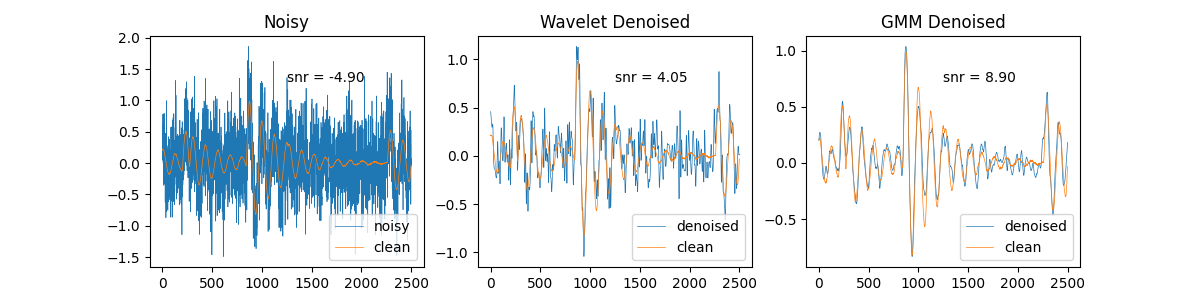 Noisy
2.0
1.5
1.0
0.5
0.0
−0.5
−1.0
−1.5
snr = -4.90
noisy
clean
0 500 1000 1500 2000 2500
Wavelet Denoised
1.0
0.5
0.0
−0.5
−1.0
snr = 4.05
denoised
clean
0 500 1000 1500 2000 2500
GMM Denoised
1.0
0.5
0.0
−0.5
snr = 8.90
denoised
clean
0 500 1000 1500 2000 2500